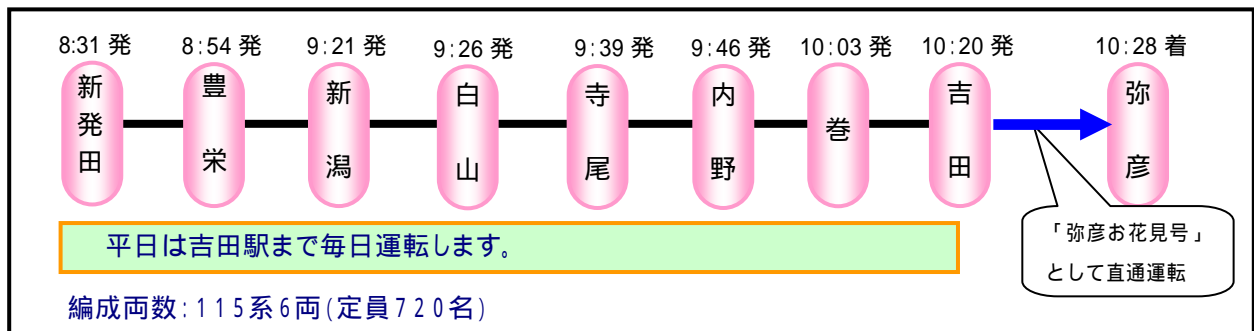 8:31 発 8:54 発 9:21 発 9:26 発 9:39 発 9:46 発 10:03 発 10:20 発 10:28 着
新発田 豊栄 新潟 白山 寺尾 内野 巻 吉田 弥彦
「弥彦お花見号」
として直通運転
平日は吉田駅まで毎日運転します。
編成両数:115系6両(定員720名)